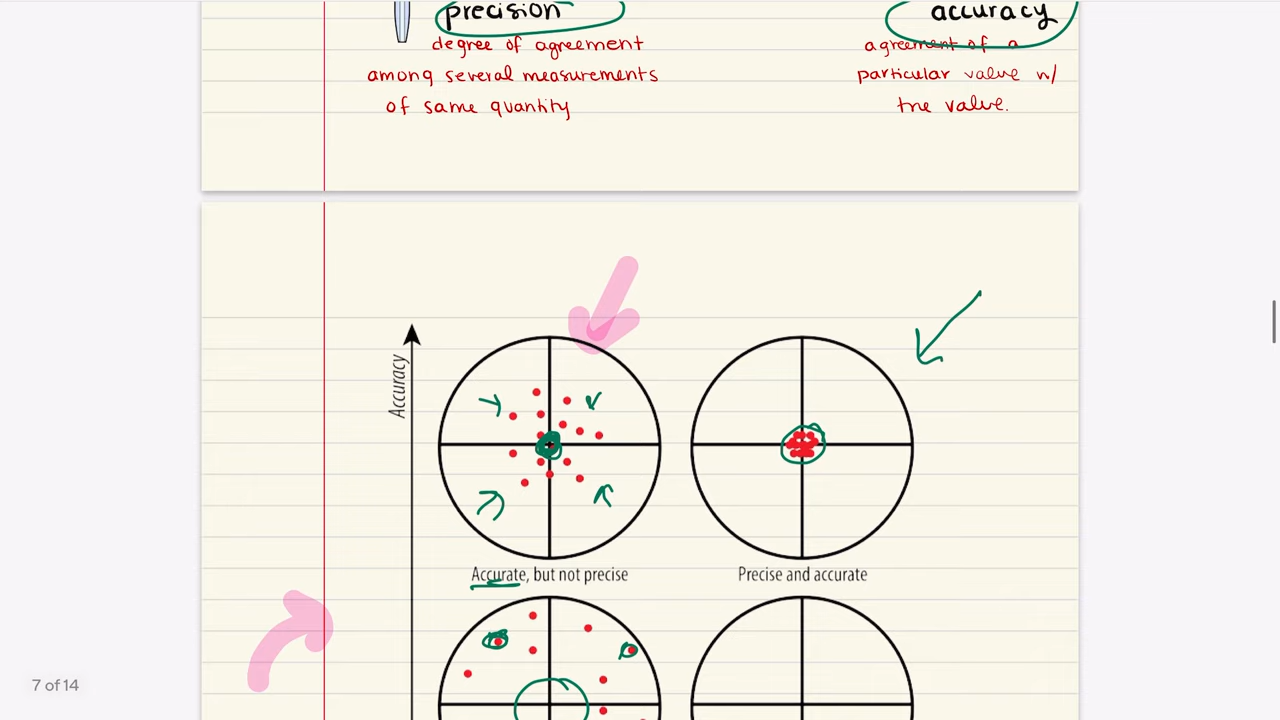 precision
degree of agreement
among several measurements
of same quantity
accuracy
agreement of a
particular value w/
the value.
Accuracy
Accurate, but not precise
Precise and accurate
7 of 14